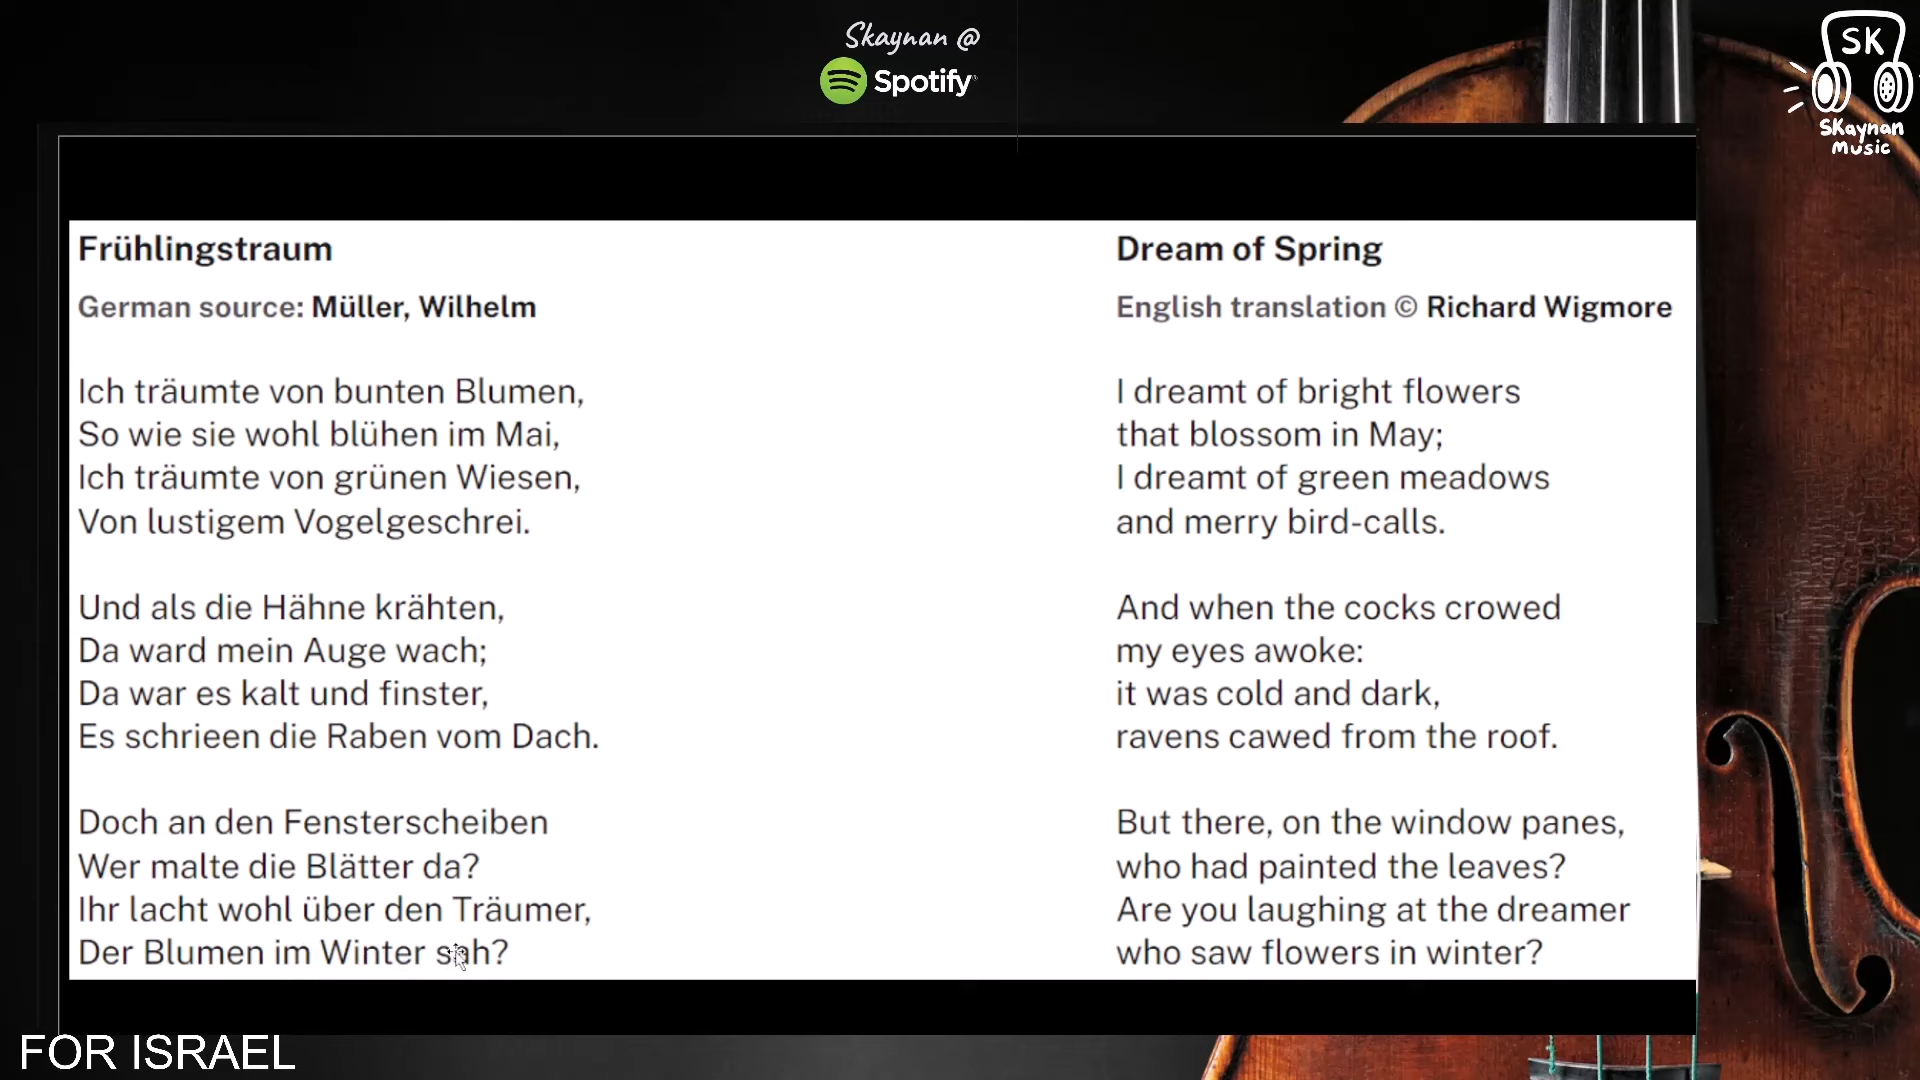 Skaynan @
Spotify
SK
SKaynan
Music
Frühlingstraum
German source: Müller, Wilhelm
Ich träumte von bunten Blumen,
So wie sie wohl blühen im Mai,
Ich träumte von grünen Wiesen,
Von lustigem Vogelgeschrei.
Und als die Hähne krähten,
Da ward mein Auge wach;
Da war es kalt und finster,
Es schrieen die Raben vom Dach.
Doch an den Fensterscheiben
Wer malte die Blätter da?
Ihr lacht wohl über den Träumer,
Der Blumen im Winter sah?
Dream of Spring
English translation © Richard Wigmore
I dreamt of bright flowers
that blossom in May;
I dreamt of green meadows
and merry bird-calls.
And when the cocks crowed
my eyes awoke:
it was cold and dark,
ravens cawed from the roof.
But there, on the window panes,
who had painted the leaves?
Are you laughing at the dreamer
who saw flowers in winter?
FOR ISRAEL